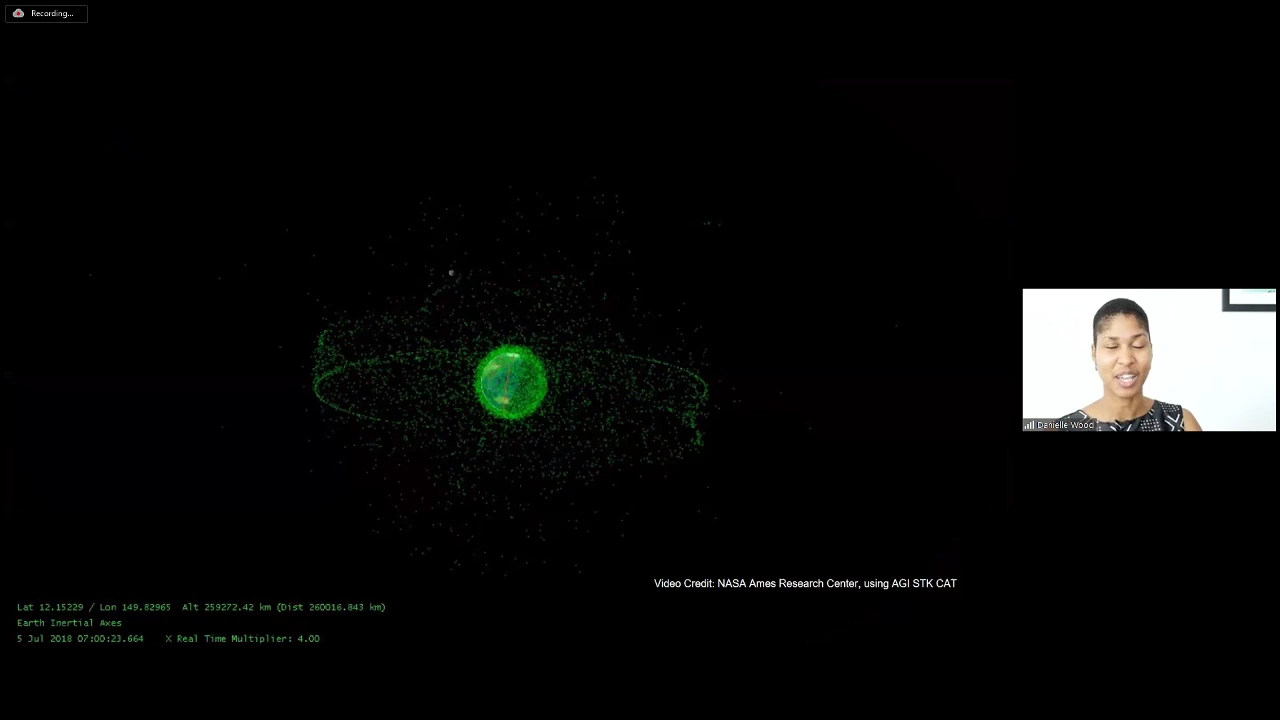 Recording...
Danielle Wood
Video Credit: NASA Ames Research Center, using AGI STK CAT
Lat 12.15229 / Lon 149.82965 Alt 259272.42 km (Dist 260016.843 km)
Earth Inertial Axes
5 Jul 2018 07:00:23.664 X Real Time Multiplier: 4.00